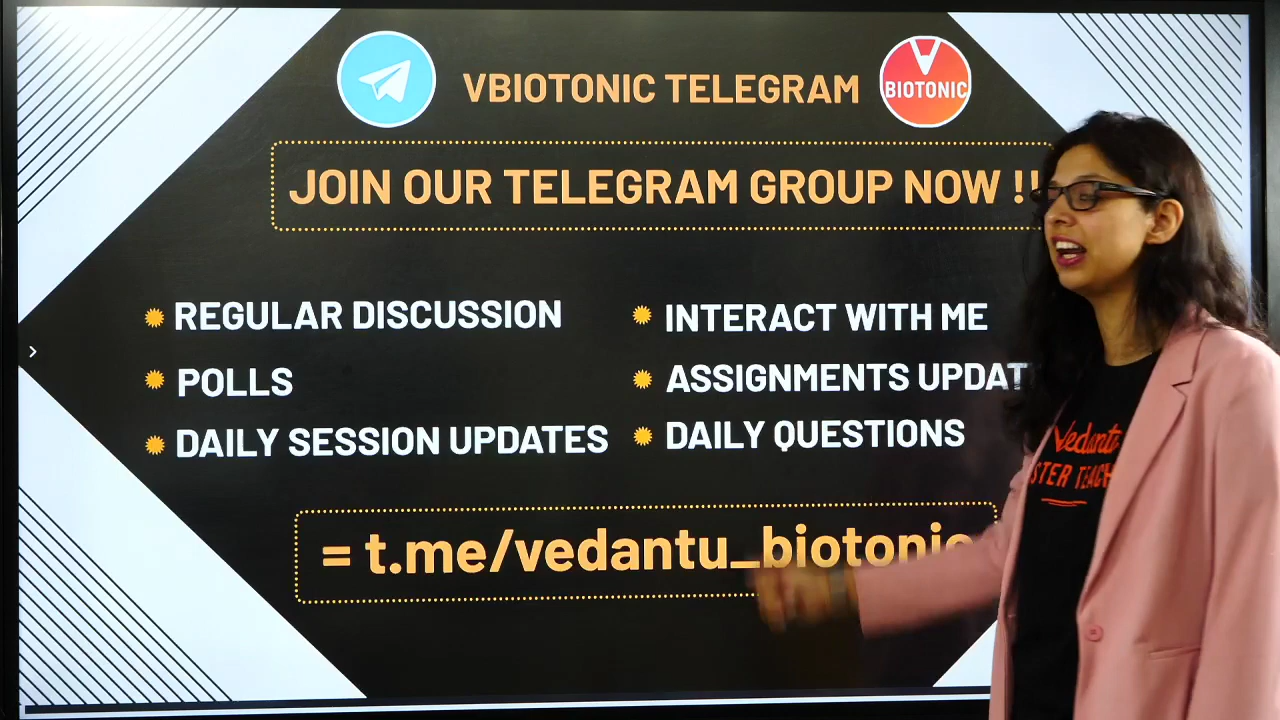 VBIOTONIC TELEGRAM
BIOTONIC
JOIN OUR TELEGRAM GROUP NOW !!
REGULAR DISCUSSION
INTERACT WITH ME
POLLS
ASSIGNMENTS
DAILY SESSION UPDATES
DAILY QUESTIONS
= t.me/vedantu_biotonic